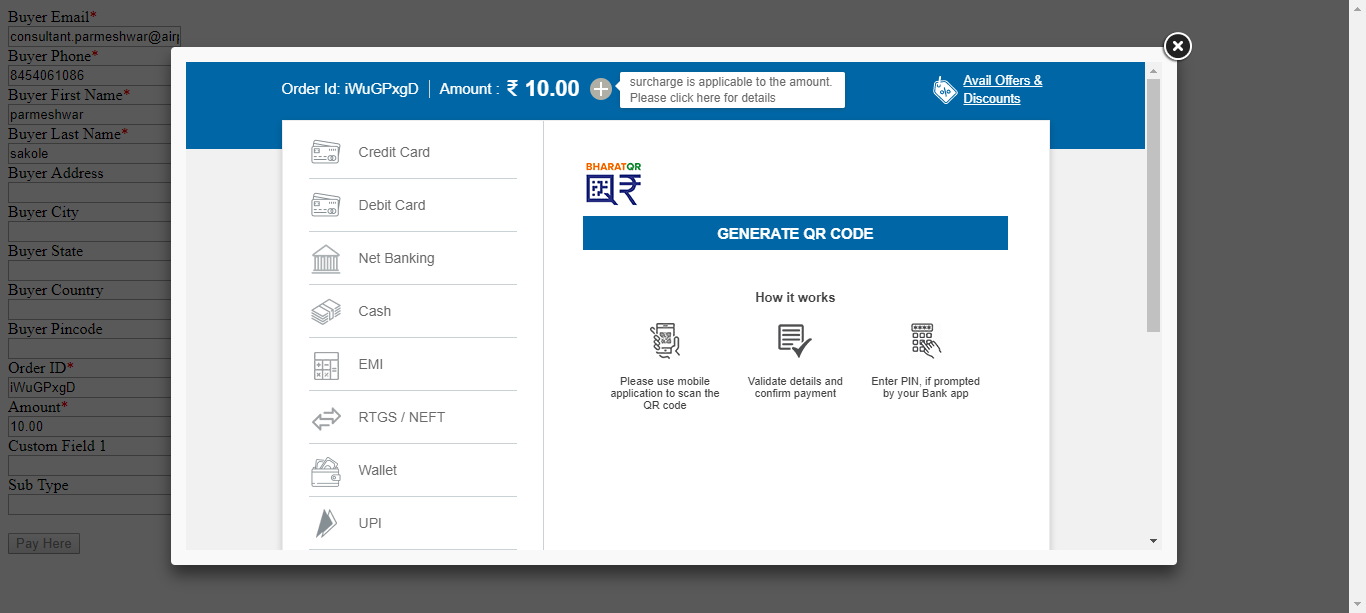 Buyer Email*
consultant.parmeshwar@air
Buyer Phone*
8454061086
Buyer First Name*
parmeshwar
Buyer Last Name*
sakole
Buyer Address
Buyer City
Buyer State
Buyer Country
Buyer Pincode
Order ID*
iWuGPxgD
Amount*
10.00
Custom Field 1
Sub Type
Pay Here
Order Id: iWuGPxgD
Amount : ₹ 10.00
surcharge is applicable to the amount.
Please click here for details
Avail Offers &
Discounts
Credit Card
Debit Card
Net Banking
Cash
EMI
RTGS / NEFT
Wallet
UPI
BHARATQR
GENERATE QR CODE
How it works
Please use mobile
application to scan the
QR code
Validate details and
confirm payment
Enter PIN, if prompted
by your Bank app